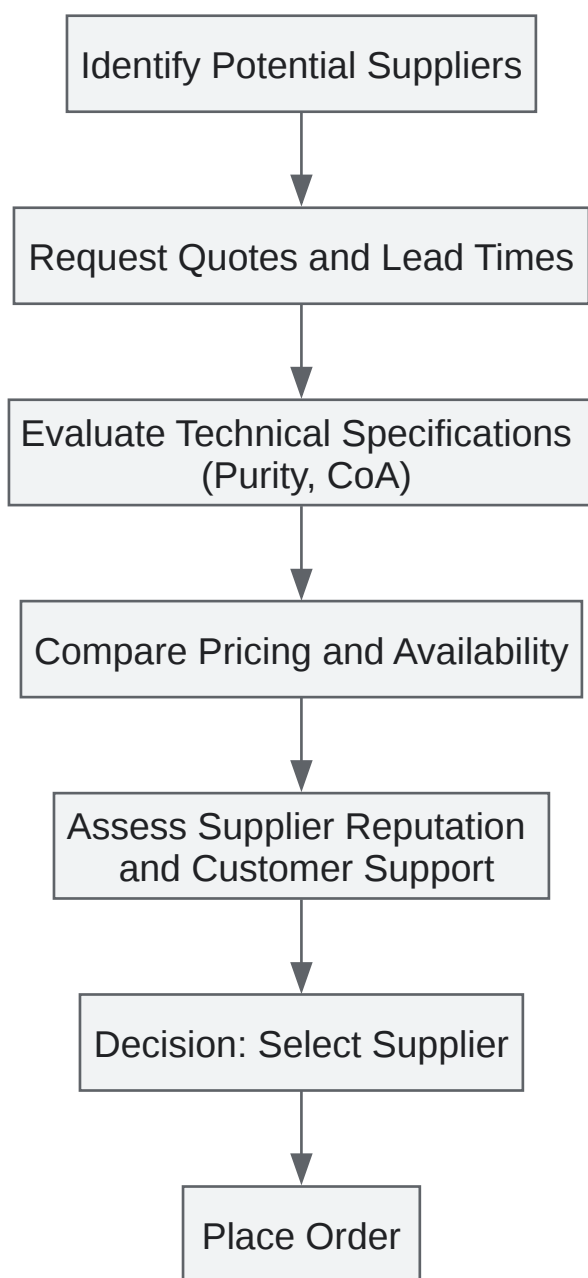 Identify Potential Suppliers
Request Quotes and Lead Times
Evaluate Technical Specifications
(Purity, CoA)
Compare Pricing and Availability
Assess Supplier Reputation
and Customer Support
Decision: Select Supplier
Place Order